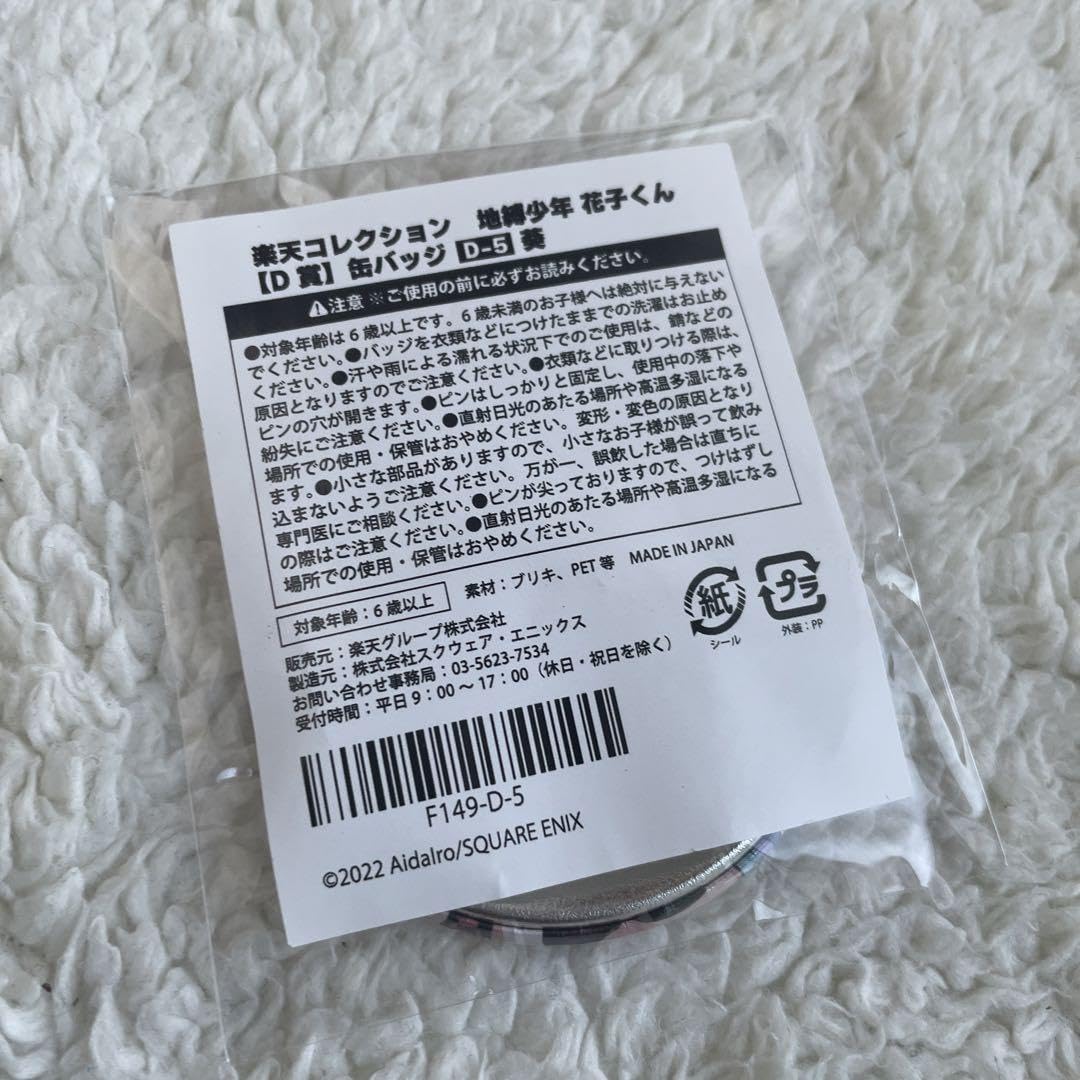 楽天コレクション　地縛少年 花子くん
【D 賞】缶バッジ D-5 葵
⚠注意 ※ご使用の前に必ずお読みください。
●対象年齢は6歳以上です。6歳未満のお子様へは絶対に与えない
でください。●バッジを衣類などにつけたままでの洗濯はお止め
ください。●汗や雨による濡れる状況下でのご使用は、錆などの
原因となりますのでご注意ください。●衣類などに取りつける際は、
ピンの穴が開きます。●ピンはしっかりと固定し、使用中の落下や
紛失にご注意ください。●直射日光のあたる場所や高温多湿になる
場所での使用・保管はおやめください。変形・変色の原因となり
ます。●小さな部品がありますので、小さなお子様が誤って飲み
込まないようご注意ください。万が一、誤飲した場合は直ちに
専門医にご相談ください。●ピンが尖っておりますので、つけはずし
の際はご注意ください。●直射日光のあたる場所や高温多湿になる
場所での使用・保管はおやめください。
対象年齢：6歳以上
素材：ブリキ、PET 等　MADE IN JAPAN
販売元：楽天グループ株式会社
製造元：株式会社スクウェア・エニックス
お問い合わせ事務局：03-5623-7534
受付時間：平日9：00～17：00（休日・祝日を除く）
紙
シール
プラ
外装：PP
F149-D-5
©2022 AidaIro/SQUARE ENIX